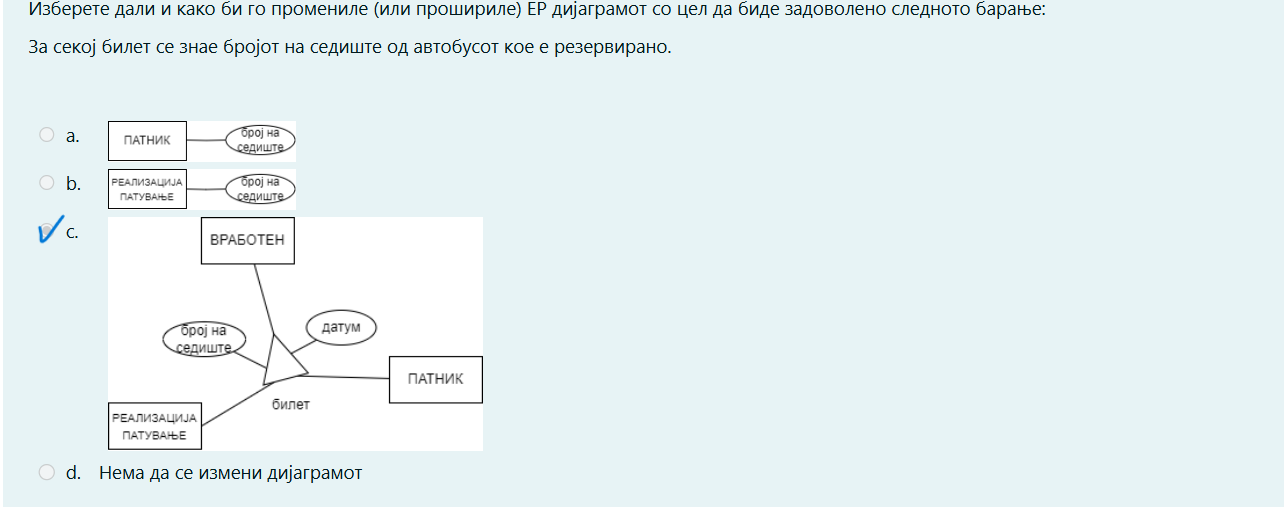 Изберете дали и како би го промениле (или прошириле) ЕР дијаграмот со цел да биде задоволено следното барање:
За секој билет се знае бројот на седиште од автобусот кое е резервирано.
a.
ПАТНИК
број на
седиште
b.
РЕАЛИЗАЦИЈА
ПАТУВАЊЕ
број на
седиште
c.
ВРАБОТЕН
број на
седиште
датум
ПАТНИК
билет
РЕАЛИЗАЦИЈА
ПАТУВАЊЕ
d. Нема да се измени дијаграмот